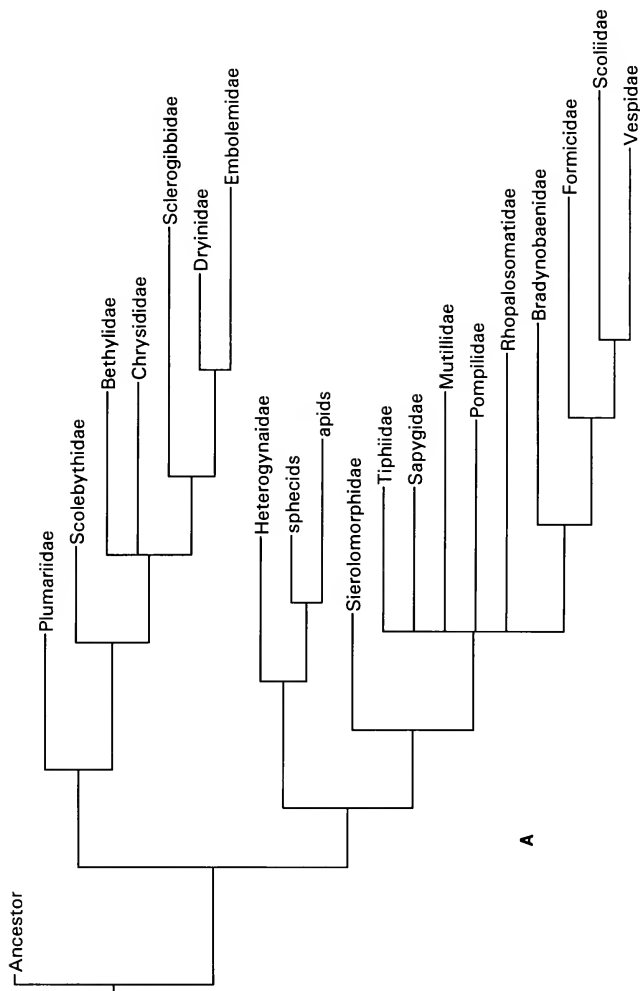 Ancestor
Plumariidae
Scolebythidae
Bethylidae
Chrysididae
Sclerogibbidae
Dryinidae
Embolemidae
Heterogynaidae
sphecids
apids
Sierolomorphidae
Tiphiidae
Sapygidae
Mutillidae
Pompilidae
Rhopalosomatidae
Bradynobaenidae
Formicidae
Scoliidae
Vespidae
A